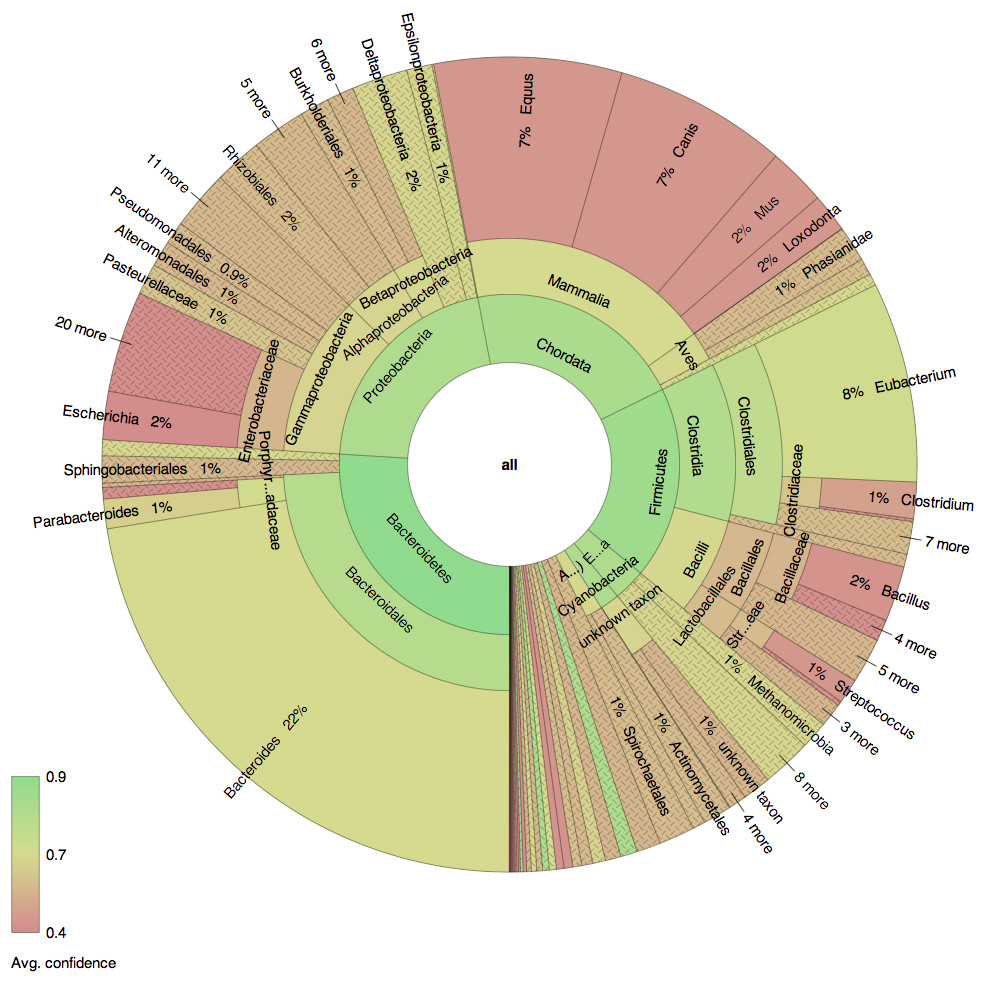 all
Chordata
Mammalia
7% Equus
7% Canis
2% Mus
2% Loxodonta
Aves
1% Phasianidae
Firmicutes
Clostridia
Clostridiales
8% Eubacterium
Clostridiaceae
1% Clostridium
7 more
Bacilli
Bacillales
Bacillaceae
2% Bacillus
4 more
5 more
Lactobacillales
Str...eae
1% Streptococcus
3 more
E...a
1% Methanomicrobia
8 more
Cyanobacteria
unknown taxon
1% unknown taxon
4 more
A...)
1% Actinomycetales
1% Spirochaetales
Bacteroidetes
Bacteroidales
Bacteroides 22%
Porphyr...adaceae
Parabacteroides 1%
Sphingobacteriales 1%
Proteobacteria
Gammaproteobacteria
Enterobacteriaceae
Escherichia 2%
20 more
Pasteurellaceae 1%
Alteromonadales 1%
Pseudomonadales 0.9%
11 more
Alphaproteobacteria
Rhizobiales 2%
5 more
Betaproteobacteria
Burkholderiales 1%
6 more
Deltaproteobacteria 2%
Epsilonproteobacteria 1%
0.9
0.7
0.4
Avg. confidence